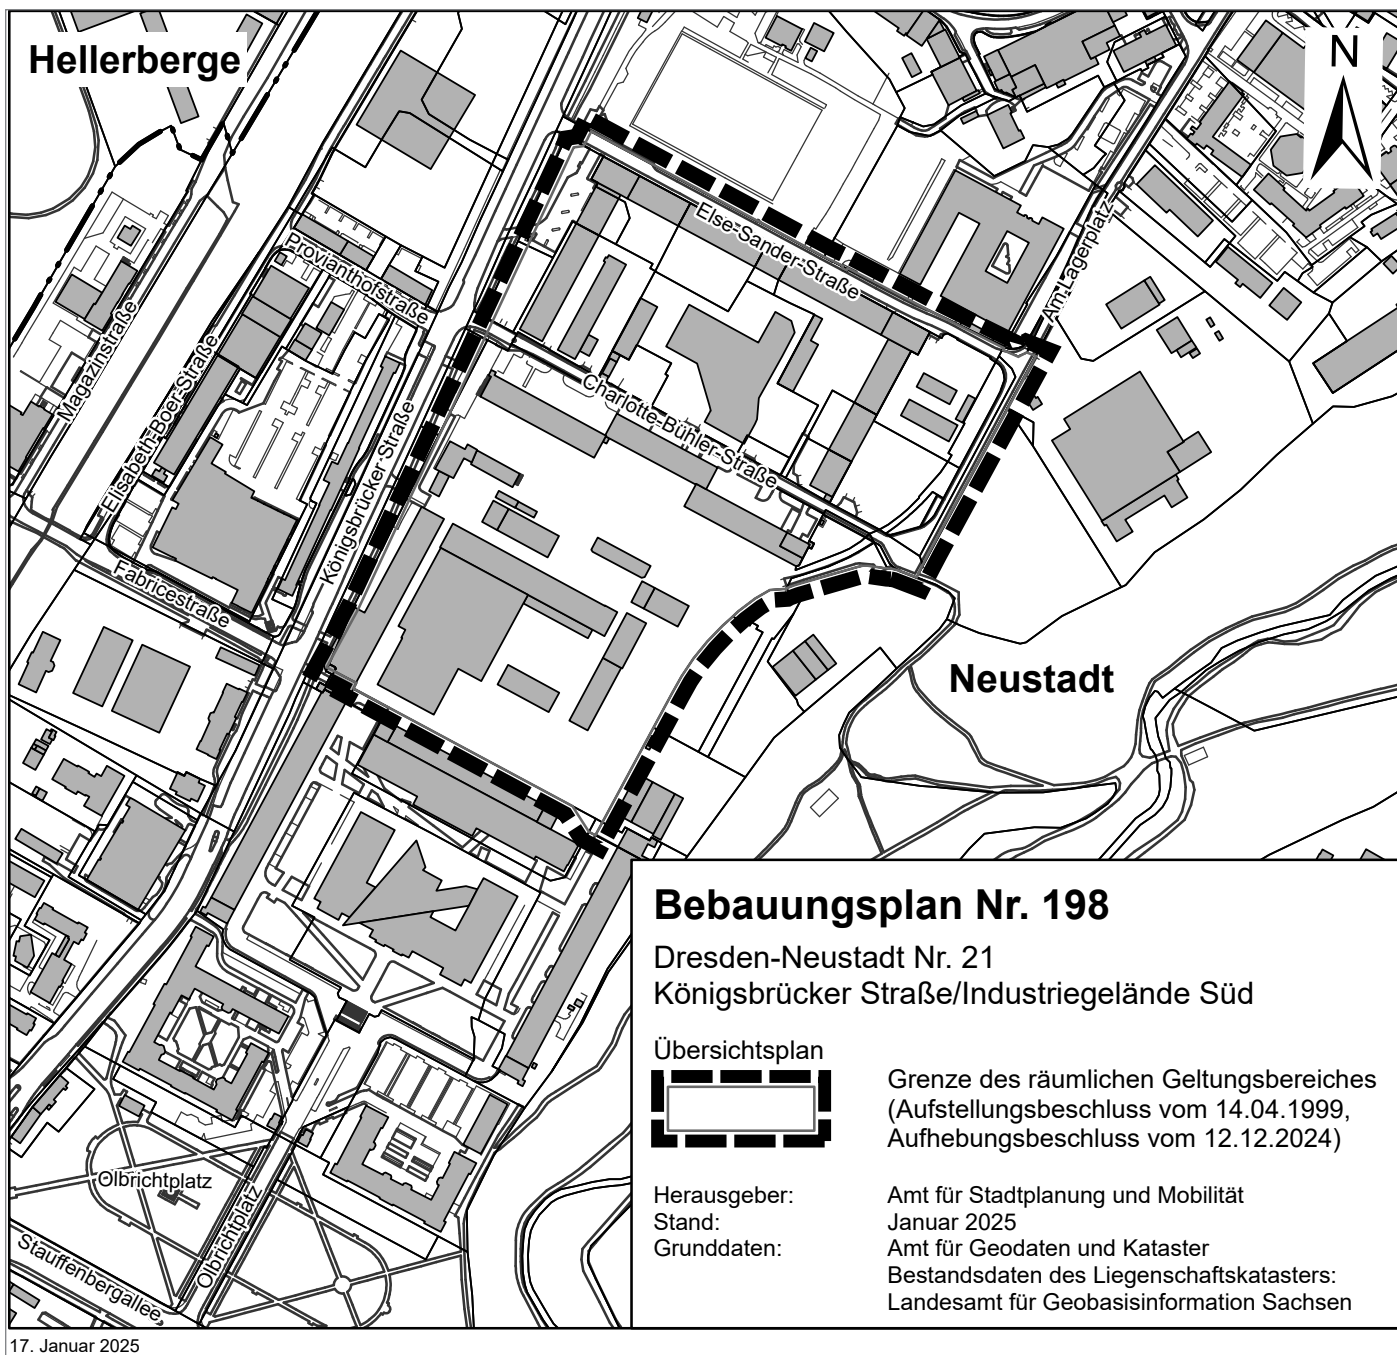 Hellerberge
N
Else-Sander-Straße
Am Lagerplatz
Provianthofstraße
Magazinstraße
Elisabeth-Boer-Straße
Königsbrücker Straße
Charlotte-Bühler-Straße
Fabricestraße
Neustadt
Olbrichtplatz
Olbrichtplatz
Stauffenbergallee
Bebauungsplan Nr. 198
Dresden-Neustadt Nr. 21
Königsbrücker Straße/Industriegelände Süd
Übersichtsplan
Grenze des räumlichen Geltungsbereiches
(Aufstellungsbeschluss vom 14.04.1999,
Aufhebungsbeschluss vom 12.12.2024)
Herausgeber: Amt für Stadtplanung und Mobilität
Stand: Januar 2025
Grunddaten: Amt für Geodaten und Kataster
Bestandsdaten des Liegenschaftskatasters:
Landesamt für Geobasisinformation Sachsen
17. Januar 2025